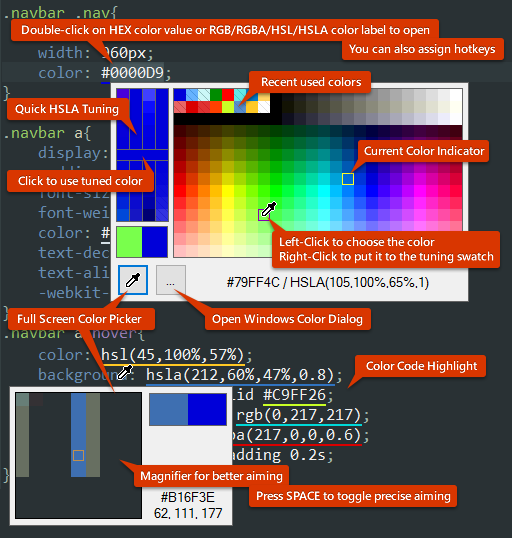 .navbar .nav{
Double-click on HEX color value or RGB/RGBA/HSL/HSLA color label to open
You can also assign hotkeys
width: 960px;
color: #0000D9;
}
Recent used colors
Quick HSLA Tuning
.navbar a{
display:
Current Color Indicator
Click to use tuned color
font-size
font-wei
color: #
Left-Click to choose the color
Right-Click to put it to the tuning swatch
text-dec
text-ali
-webkit-
...
#79FF4C / HSLA(105,100%,65%,1)
Full Screen Color Picker
Open Windows Color Dialog
.navbar a:hover{
color: hsl(45,100%,57%);
Color Code Highlight
background: hsla(212,60%,47%,0.8);
lid #C9FF26;
rgb(0,217,217);
ba(217,0,0,0.6);
adding 0.2s;
Magnifier for better aiming
}
#B16F3E
62, 111, 177
Press SPACE to toggle precise aiming